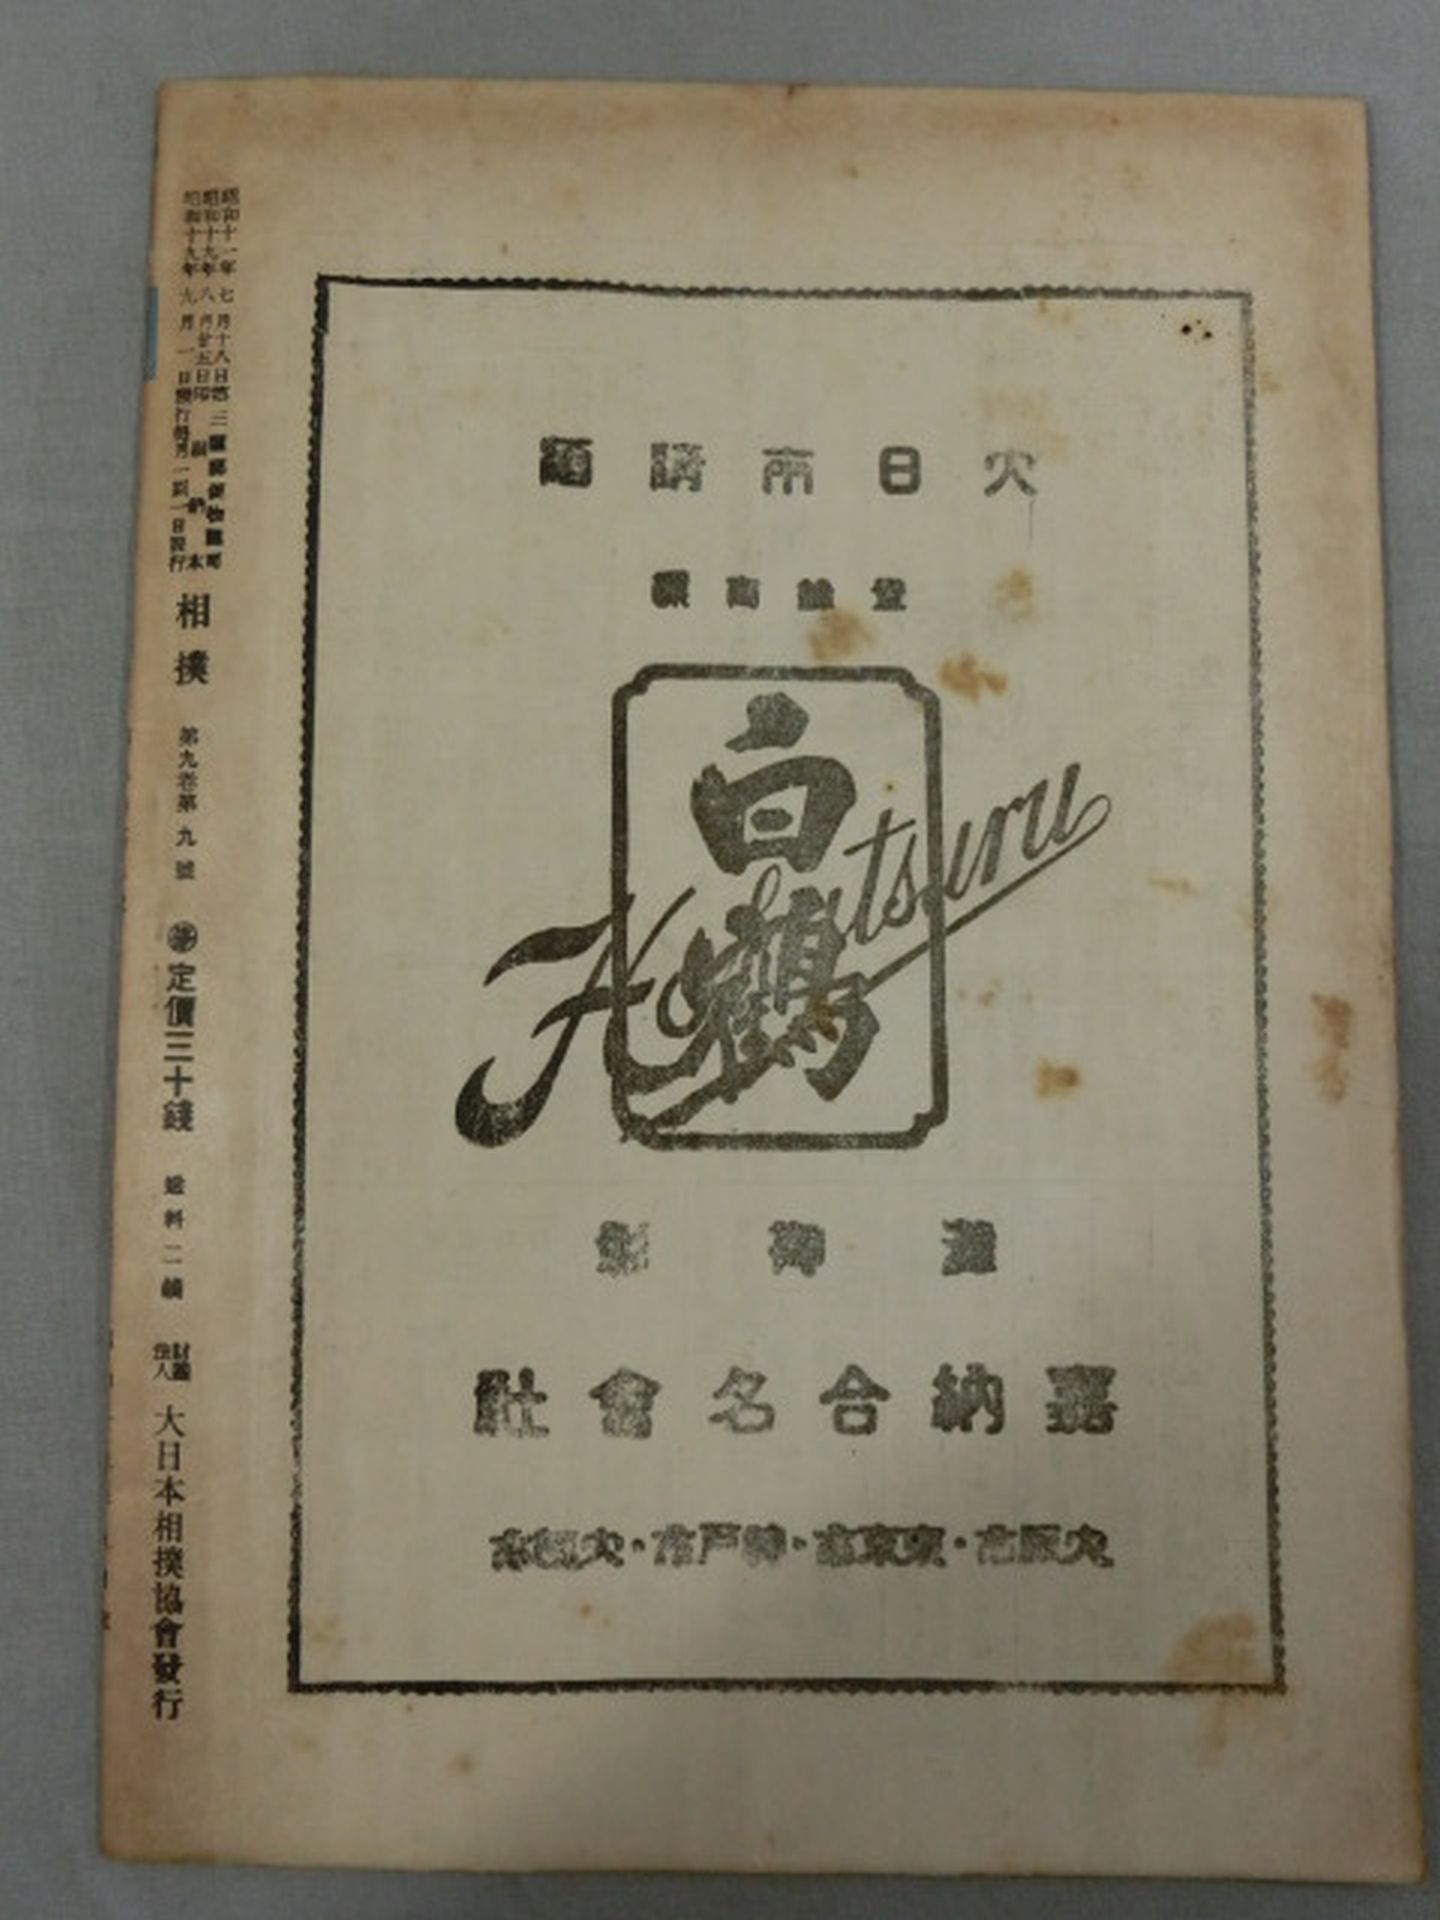 大日本清酒
登録商標
白鶴
Hakutsuru
灘御影
嘉納合名會社
大阪市・東京市・神戸市・大連市
昭和十一年七月十八日第三種郵便物認可
昭和十九年八月廿五日印刷納本
昭和十九年九月一日發行毎月一回一日發行
相撲
第九卷第九號
定價三十錢
送料二錢
財團法人
大日本相撲協會發行